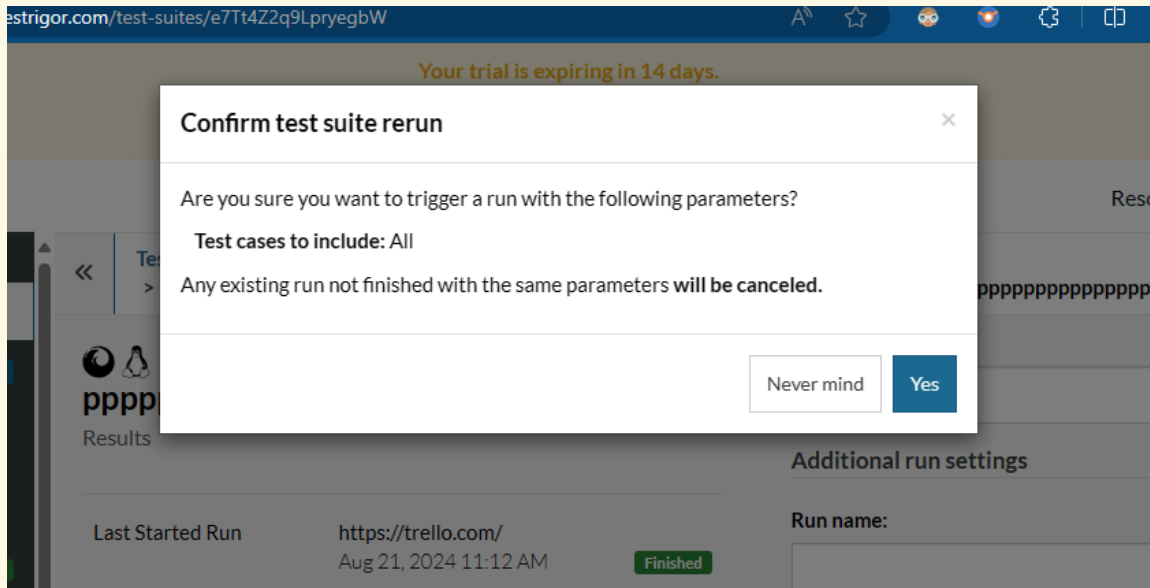 estrigor.com/test-suites/e7Tt4Z2q9LpryegbW
Your trial is expiring in 14 days.
Confirm test suite rerun
×
Are you sure you want to trigger a run with the following parameters?
Test cases to include: All
Any existing run not finished with the same parameters will be canceled.
Never mind
Yes
Reso
«
Tes
>
Results
Additional run settings
Last Started Run
https://trello.com/
Aug 21, 2024 11:12 AM
Finished
Run name: